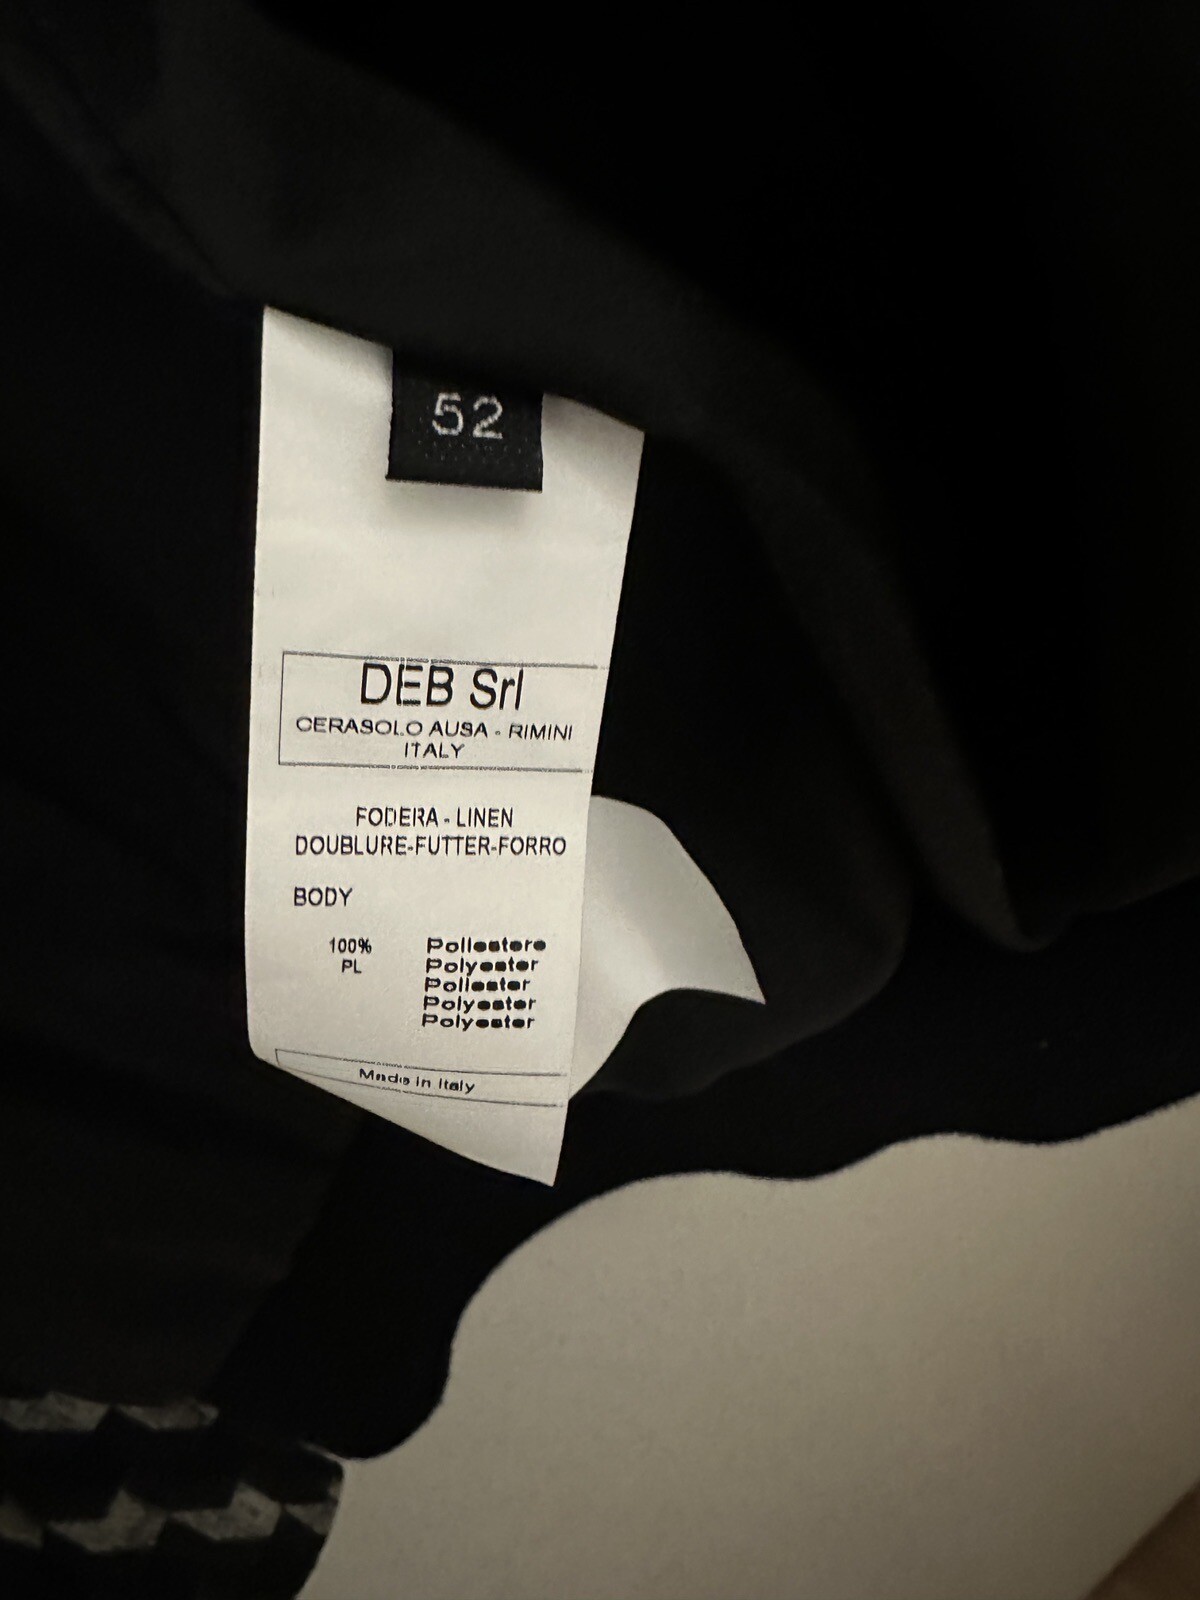 52
DEB Srl
CERASOLO AUSA - RIMINI
ITALY
FODERA - LINEN
DOUBLURE-FUTTER-FORRO
BODY
100% Poliestere
PL Polyester
Poliester
Polyester
Polyester
Made in Italy